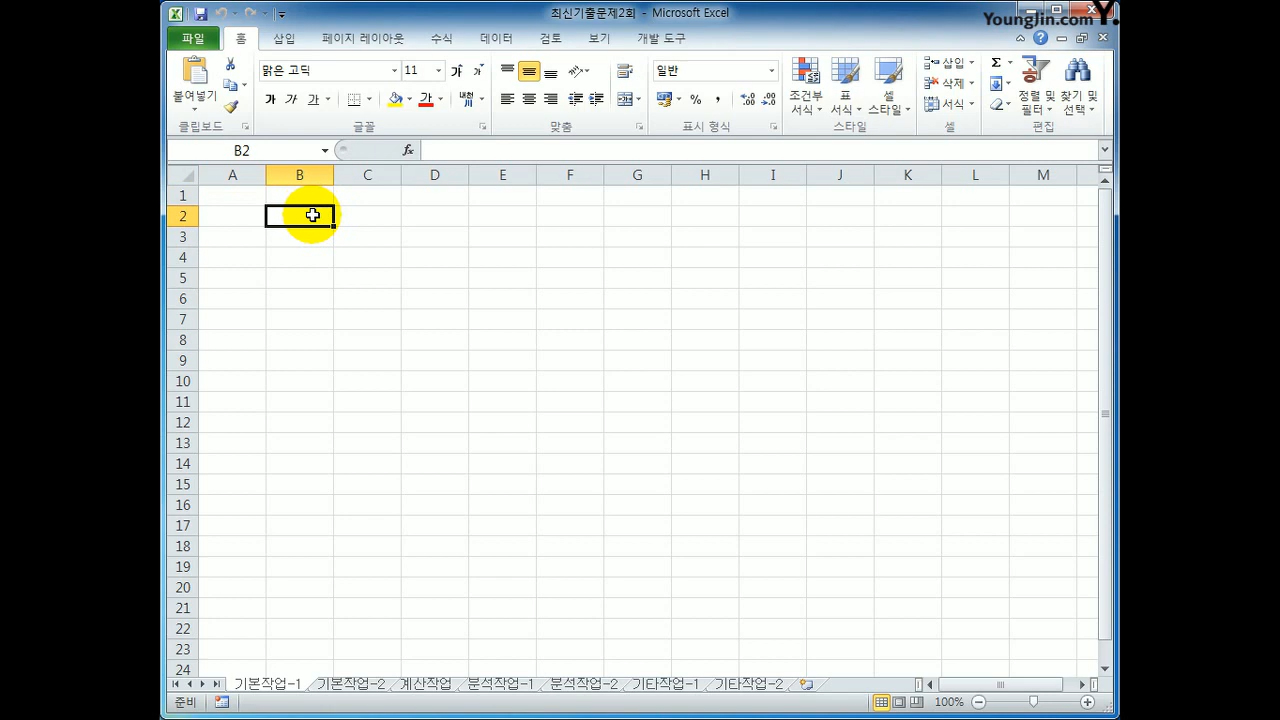 최신기출문제2회 - Microsoft Excel
YoungJin.com Y.
파일 홈 삽입 페이지 레이아웃 수식 데이터 검토 보기 개발 도구
붙여넣기
클립보드
맑은 고딕 11
가 가 가 가 내천
글꼴
맞춤
일반
% ,
표시 형식
조건부 서식 표 서식 셀 스타일
스타일
삽입
삭제
서식
셀
Σ
정렬 및 필터 찾기 및 선택
편집
B2 fx
A B C D E F G H I J K L M
1
2
3
4
5
6
7
8
9
10
11
12
13
14
15
16
17
18
19
20
21
22
23
24
기본작업-1 기본작업-2 계산작업 분석작업-1 분석작업-2 기타작업-1 기타작업-2
준비 100%